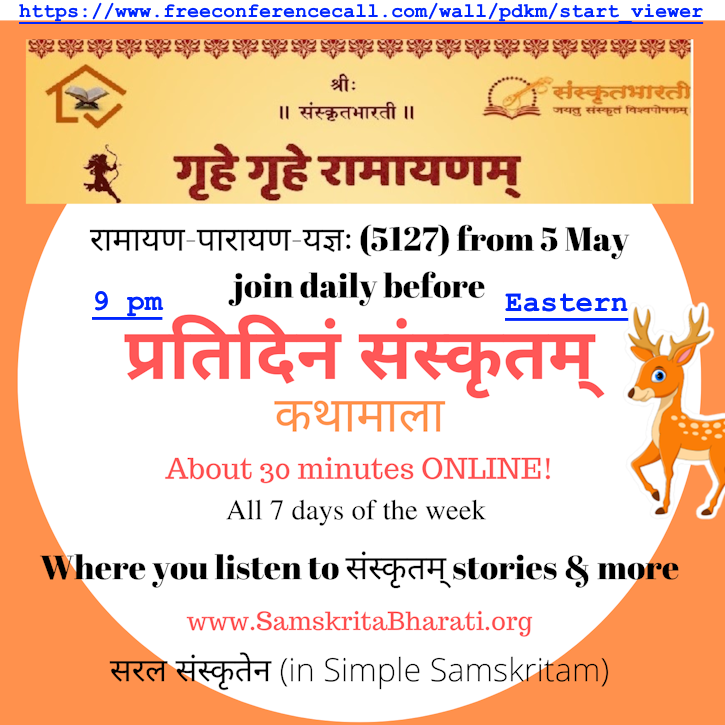 https://www.freeconferencecall.com/wall/pdkm/start_viewer
श्रीः
॥ संस्कृतभारती ॥
संस्कृतभारती
जयतु संस्कृतं विश्वपोषकम्
गृहे गृहे रामायणम्
रामायण-पारायण-यज्ञः (5127) from 5 May
join daily before
9 pm Eastern
प्रतिदिनं संस्कृतम्
कथामाला
About 30 minutes ONLINE!
All 7 days of the week
Where you listen to संस्कृतम् stories & more
www.SamskritaBharati.org
सरल संस्कृतेन (in Simple Samskritam)